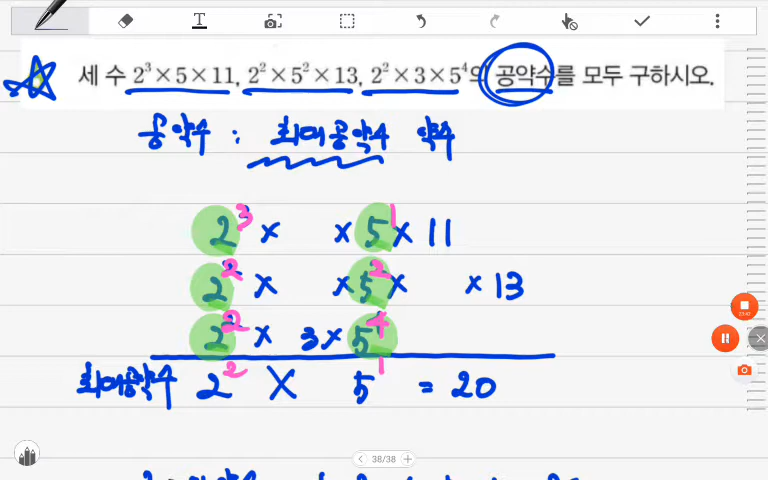 세 수 2³×5×11, 2²×5²×13, 2²×3×5⁴의 공약수를 모두 구하시오.
공약수 : 최대공약수 약수
2³ × × 5¹ × 11
2² × × 5² × × 13
2² × 3 × 5⁴
최대공약수 2² × 5¹ = 20
38/38